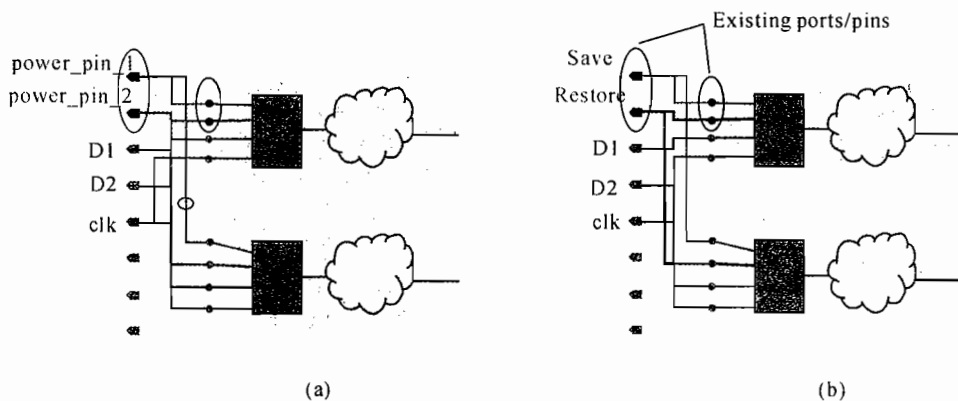 Existing ports/pins
power_pin_1
power_pin_2
D1
D2
clk
Save
Restore
D1
D2
clk
(a)
(b)